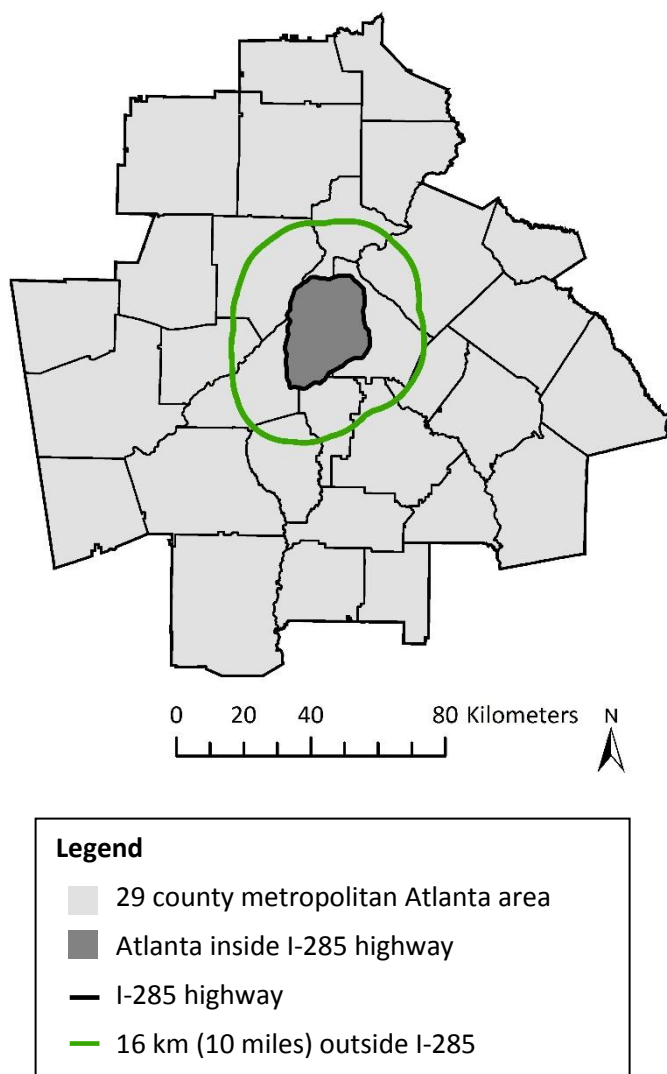 0 20 40 80 Kilometers N
Legend
29 county metropolitan Atlanta area
Atlanta inside I-285 highway
I-285 highway
16 km (10 miles) outside I-285